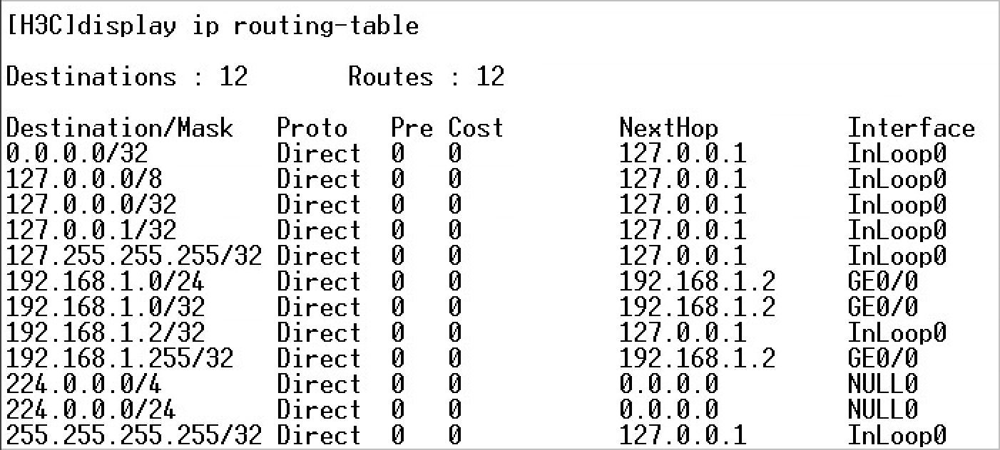 [H3C]display ip routing-table
Destinations : 12       Routes : 12
Destination/Mask   Proto   Pre Cost        NextHop         Interface
0.0.0.0/32         Direct  0   0           127.0.0.1       InLoop0
127.0.0.0/8        Direct  0   0           127.0.0.1       InLoop0
127.0.0.0/32       Direct  0   0           127.0.0.1       InLoop0
127.0.0.1/32       Direct  0   0           127.0.0.1       InLoop0
127.255.255.255/32 Direct  0   0           127.0.0.1       InLoop0
192.168.1.0/24     Direct  0   0           192.168.1.2     GE0/0
192.168.1.0/32     Direct  0   0           192.168.1.2     GE0/0
192.168.1.2/32     Direct  0   0           127.0.0.1       InLoop0
192.168.1.255/32   Direct  0   0           192.168.1.2     GE0/0
224.0.0.0/4        Direct  0   0           0.0.0.0         NULL0
224.0.0.0/24       Direct  0   0           0.0.0.0         NULL0
255.255.255.255/32 Direct  0   0           127.0.0.1       InLoop0